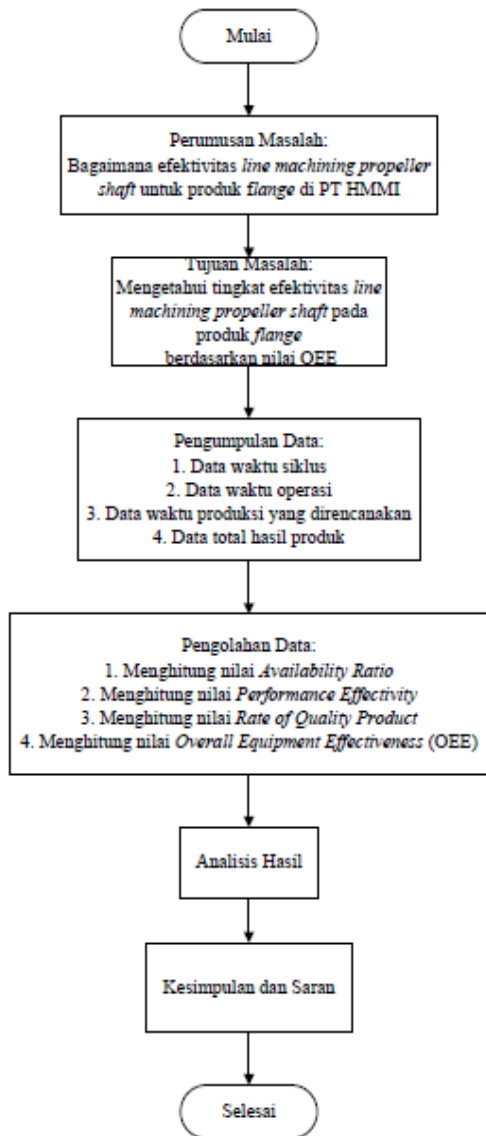 Mulai
Perumusan Masalah:
Bagaimana efektivitas line machining propeller
shaft untuk produk flange di PT HMMI
Tujuan Masalah:
Mengetahui tingkat efektivitas line
machining propeller shaft pada
produk flange
berdasarkan nilai OEE
Pengumpulan Data:
1. Data waktu siklus
2. Data waktu operasi
3. Data waktu produksi yang direncanakan
4. Data total hasil produk
Pengolahan Data:
1. Menghitung nilai Availability Ratio
2. Menghitung nilai Performance Effectivity
3. Menghitung nilai Rate of Quality Product
4. Menghitung nilai Overall Equipment Effectiveness (OEE)
Analisis Hasil
Kesimpulan dan Saran
Selesai